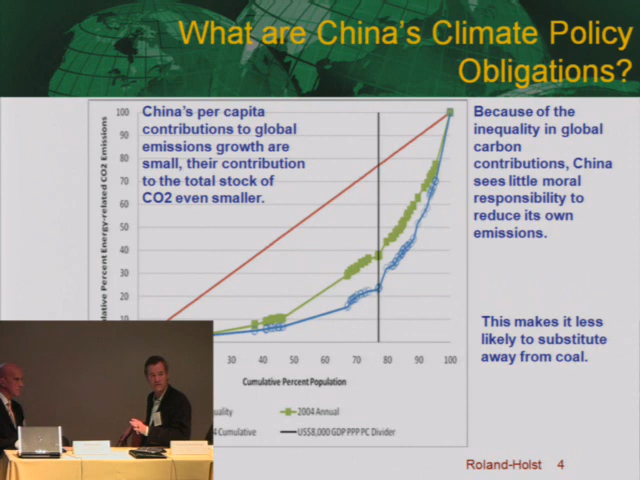 What are China's Climate Policy
Obligations?
China's per capita
contributions to global
emissions growth are
small, their contribution
to the total stock of
CO2 even smaller.
Because of the
inequality in global
carbon
contributions, China
sees little moral
responsibility to
reduce its own
emissions.
This makes it less
likely to substitute
away from coal.
Percent Energy-related CO2 Emissions
100
90
80
70
60
50
40
30
20
10
30 40 50 60 70 80 90 100
Cumulative Percent Population
2004 Annual
Cumulative
US$8,000 GDP PPP PC Divider
Roland-Holst 4